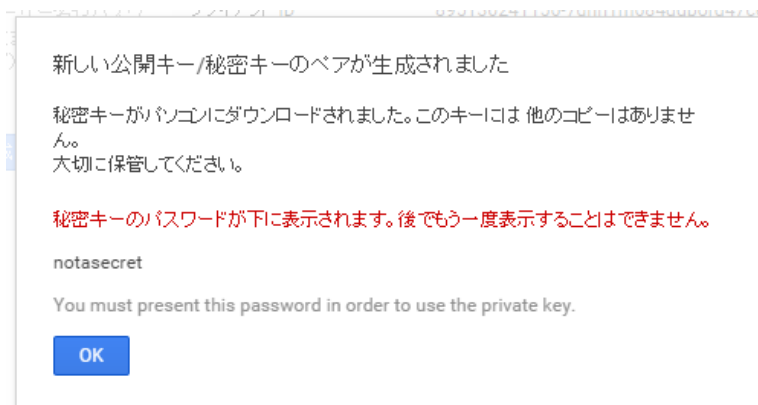 新しい公開キー/秘密キーのペアが生成されました
秘密キーがパソコンにダウンロードされました。このキーには 他のコピーはありませ
ん。
大切に保管してください。
秘密キーのパスワードが下に表示されます。後でもう一度表示することはできません。
notasecret
You must present this password in order to use the private key.
OK